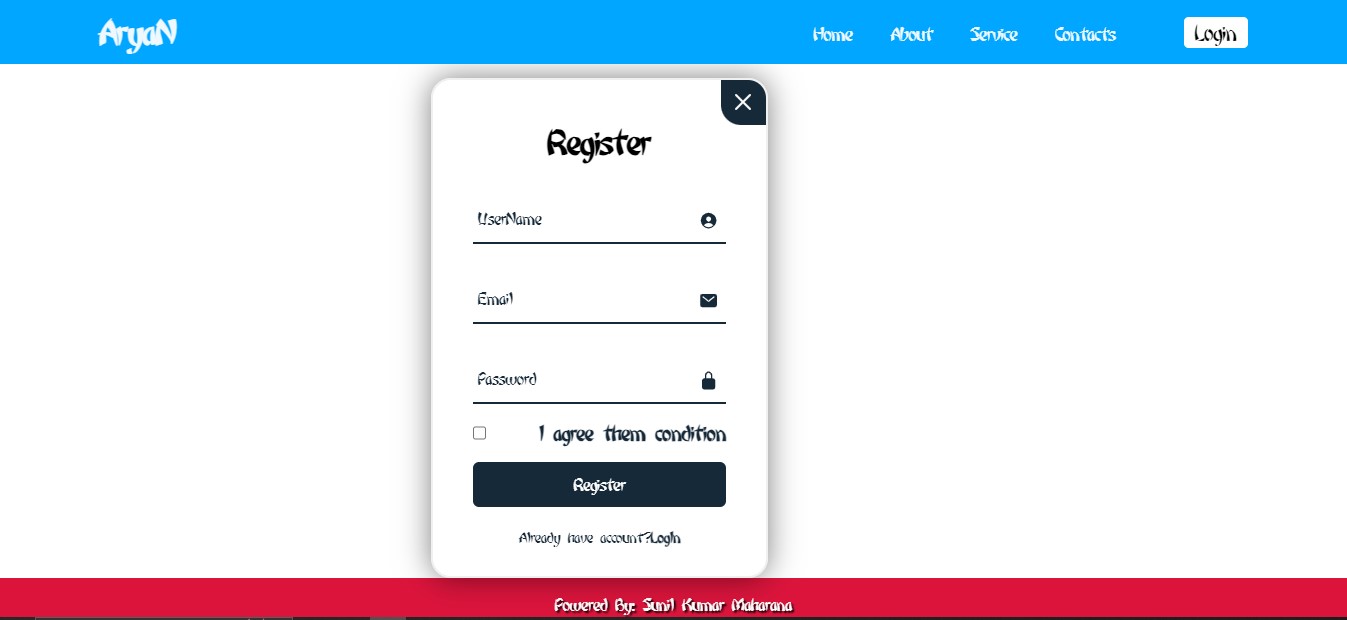 AryaN
Home About Service Contacts Login
Register
UserName
Email
Password
I agree them condition
Register
Already have account?LogIn
Powered By: Sunil Kumar Maharana